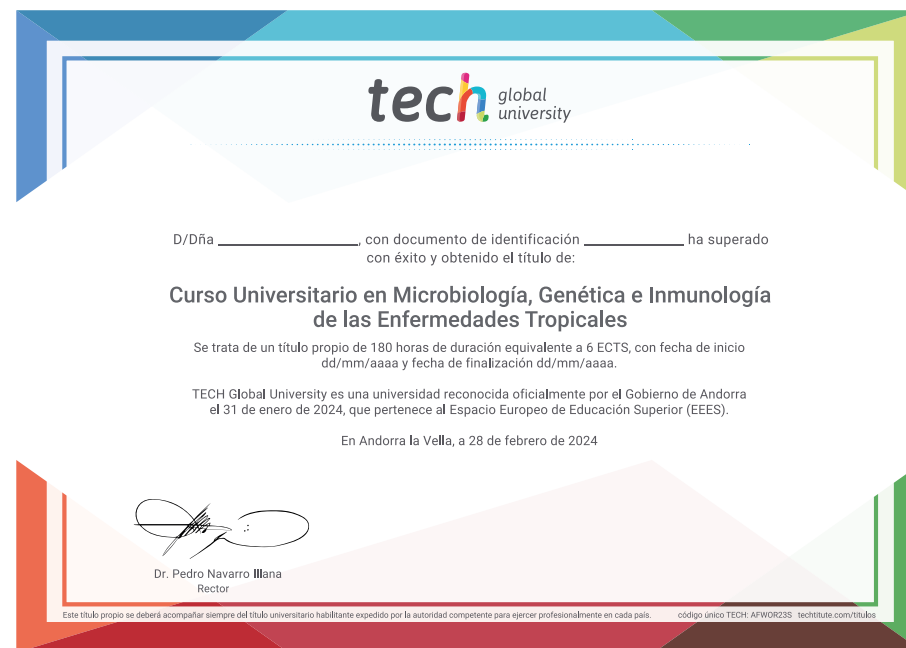 tech global university
D/Dña ____________________, con documento de identificación ______________ ha superado
con éxito y obtenido el título de:
Curso Universitario en Microbiología, Genética e Inmunología
de las Enfermedades Tropicales
Se trata de un título propio de 180 horas de duración equivalente a 6 ECTS, con fecha de inicio
dd/mm/aaaa y fecha de finalización dd/mm/aaaa.
TECH Global University es una universidad reconocida oficialmente por el Gobierno de Andorra
el 31 de enero de 2024, que pertenece al Espacio Europeo de Educación Superior (EEES).
En Andorra la Vella, a 28 de febrero de 2024
Dr. Pedro Navarro Illana
Rector
Este título propio se deberá acompañar siempre del título universitario habilitante expedido por la autoridad competente para ejercer profesionalmente en cada país. código único TECH: AFWOR23S techtitute.com/titulos